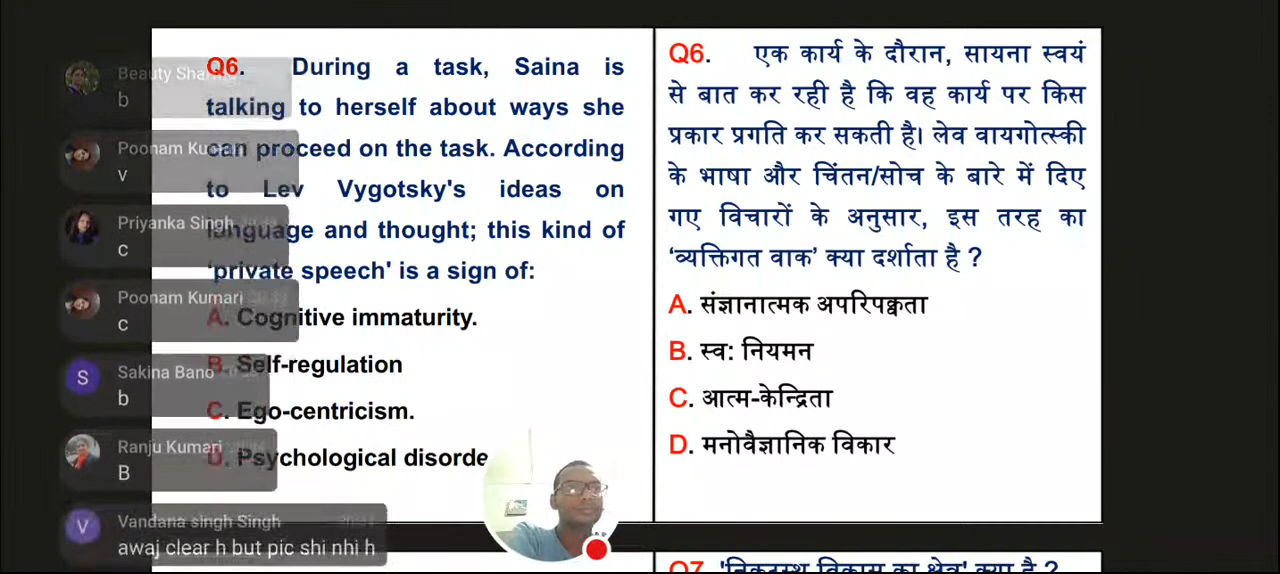 Q6. During a task, Saina is
talking to herself about ways she
can proceed on the task. According
to Lev Vygotsky's ideas on
language and thought; this kind of
'private speech' is a sign of:
A. Cognitive immaturity.
B. Self-regulation
C. Ego-centricism.
D. Psychological disorde
Q6. एक कार्य के दौरान, सायना स्वयं
से बात कर रही है कि वह कार्य पर किस
प्रकार प्रगति कर सकती है। लेव वायगोत्स्की
के भाषा और चिंतन/सोच के बारे में दिए
गए विचारों के अनुसार, इस तरह का
‘व्यक्तिगत वाक’ क्या दर्शाता है ?
A. संज्ञानात्मक अपरिपक्वता
B. स्व: नियमन
C. आत्म-केन्द्रिता
D. मनोवैज्ञानिक विकार
Q7. 'निकटस्थ विकास का क्षेत्र' क्या है ?
Beauty Sharma
b
Poonam Kumari
v
Priyanka Singh
c
Poonam Kumari
c
S
Sakina Bano
b
Ranju Kumari
B
V
Vandana singh Singh
awaj clear h but pic shi nhi h